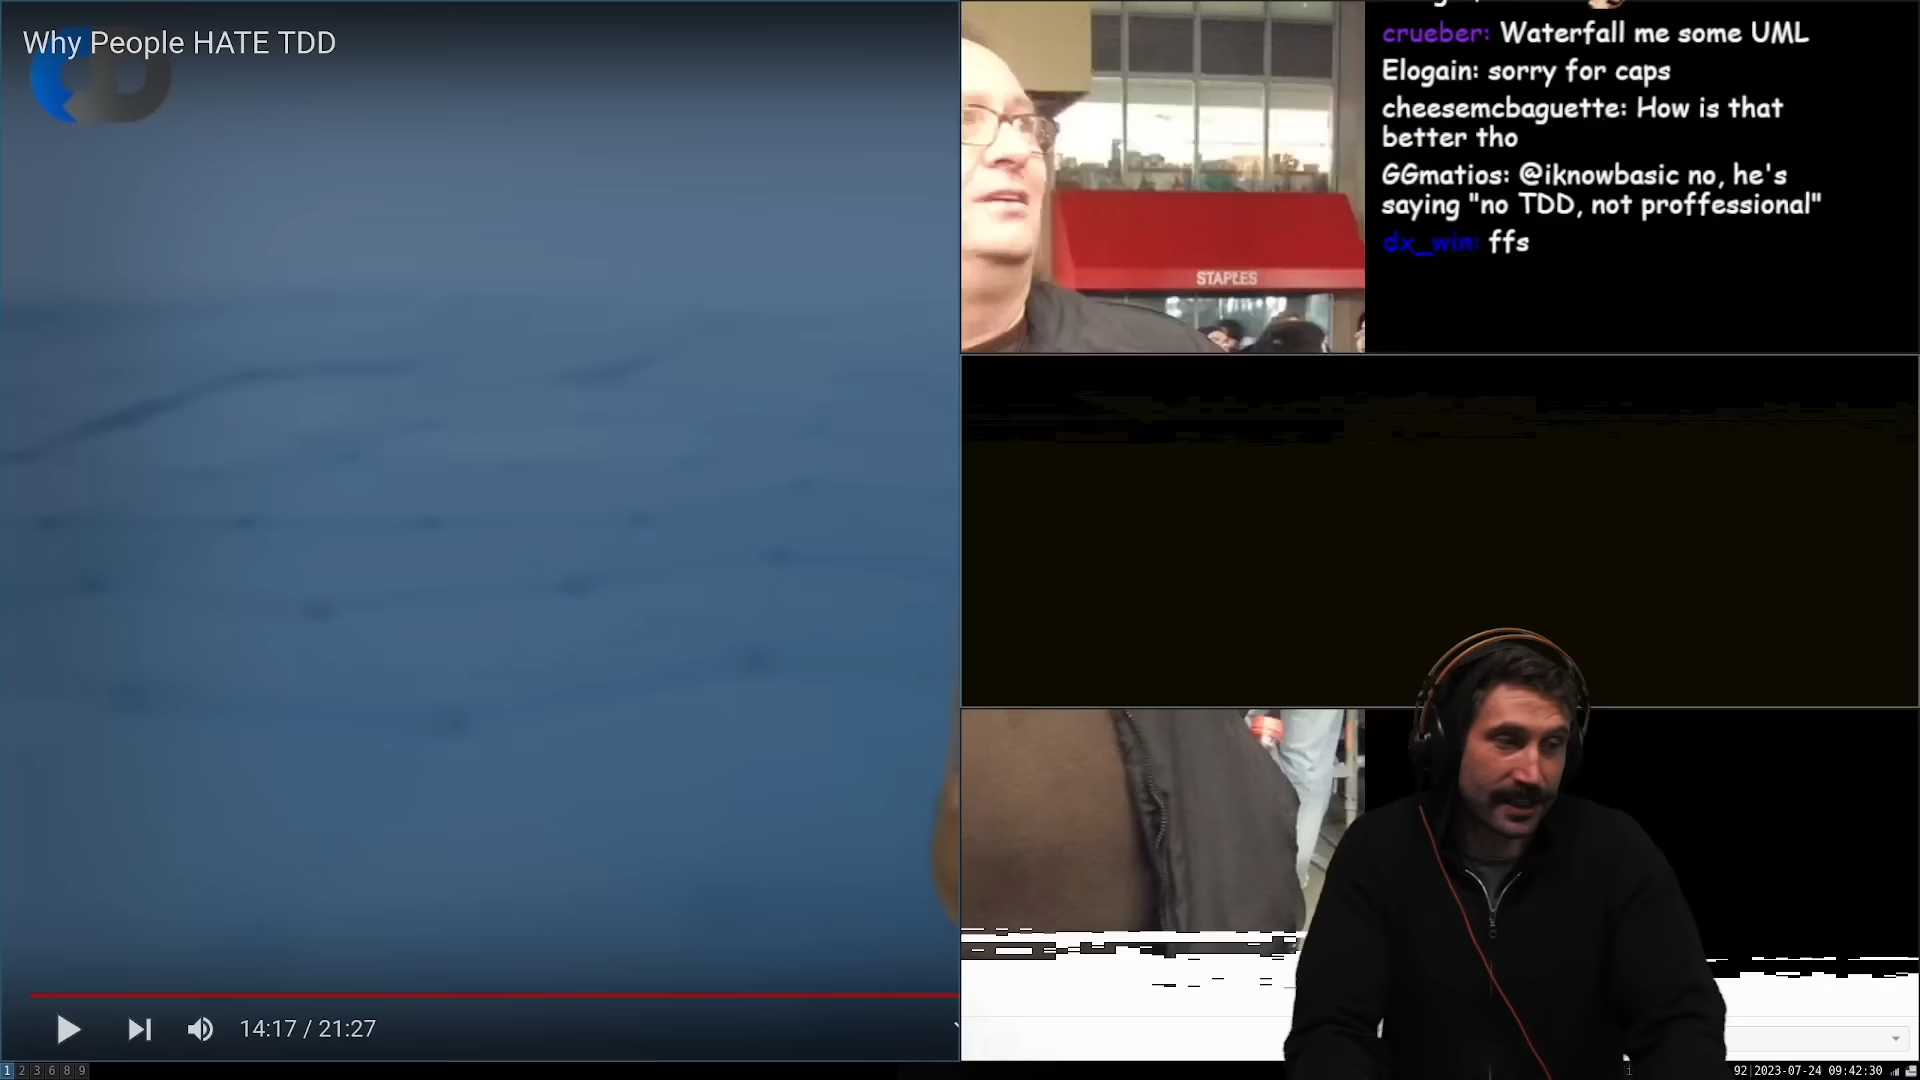 Why People HATE TDD
14:17 / 21:27
STAPLES
crueber: Waterfall me some UML
Elogain: sorry for caps
cheesemcbaguette: How is that
better tho
GGmatios: @iknowbasic no, he's
saying "no TDD, not proffessional"
dx_win: ffs
1 2 3 6 8 9
92|2023-07-24 09:42:30